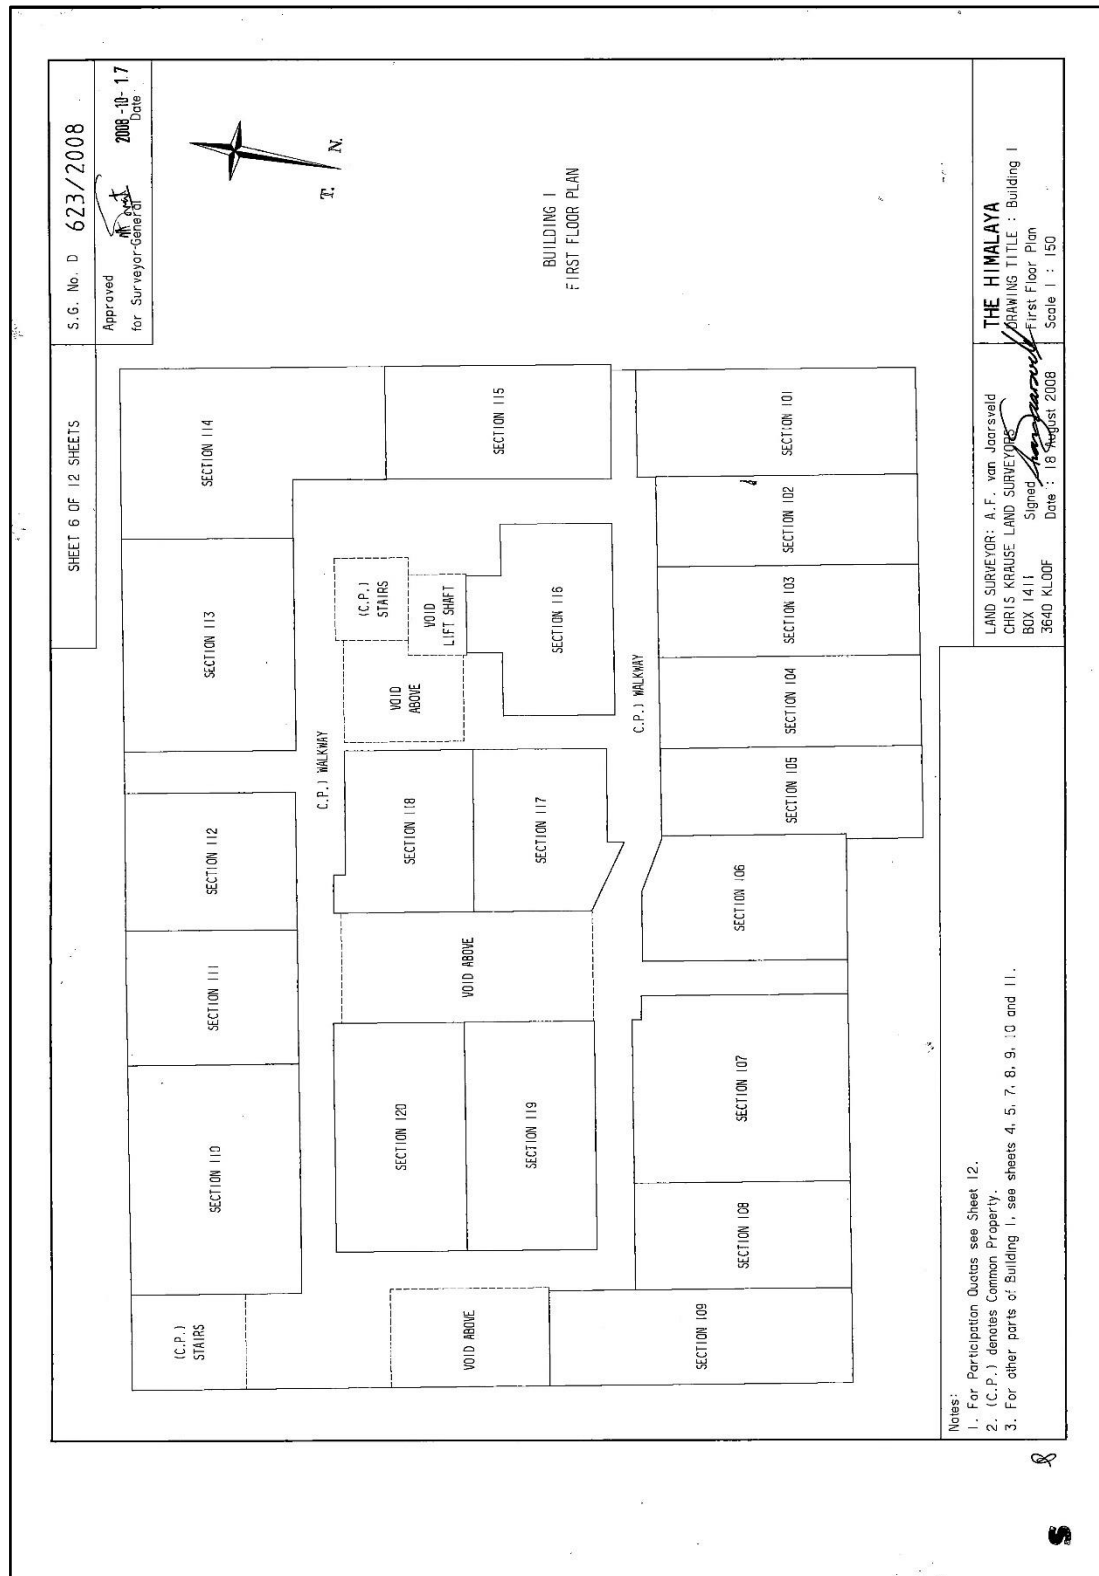 SHEET 6 OF 12 SHEETS
S.G. No. D 623/2008
Approved
for Surveyor-General
2008-10-17
Date
T. N.
BUILDING 1
FIRST FLOOR PLAN
SECTION 114
SECTION 113
SECTION 112
SECTION 111
SECTION 110
(C.P.)
STAIRS
C.P.) WALKWAY
(C.P.)
STAIRS
VOID
LIFT SHAFT
VOID
ABOVE
SECTION 115
SECTION 116
SECTION 118
SECTION 117
VOID ABOVE
SECTION 120
SECTION 119
VOID ABOVE
C.P.) WALKWAY
SECTION 101
SECTION 102
SECTION 103
SECTION 104
SECTION 105
SECTION 106
SECTION 107
SECTION 108
SECTION 109
Notes:
1. For Participation Quotas see Sheet 12.
2. (C.P.) denotes Common Property.
3. For other parts of Building 1, see sheets 4, 5, 7, 8, 9, 10 and 11.
LAND SURVEYOR: A.F. van Jaarsveld
CHRIS KRAUSE LAND SURVEYORS
BOX 1411
3640 KLOOF
Signed
Date : 18 August 2008
THE HIMALAYA
DRAWING TITLE : Building 1
First Floor Plan
Scale 1 : 150
S